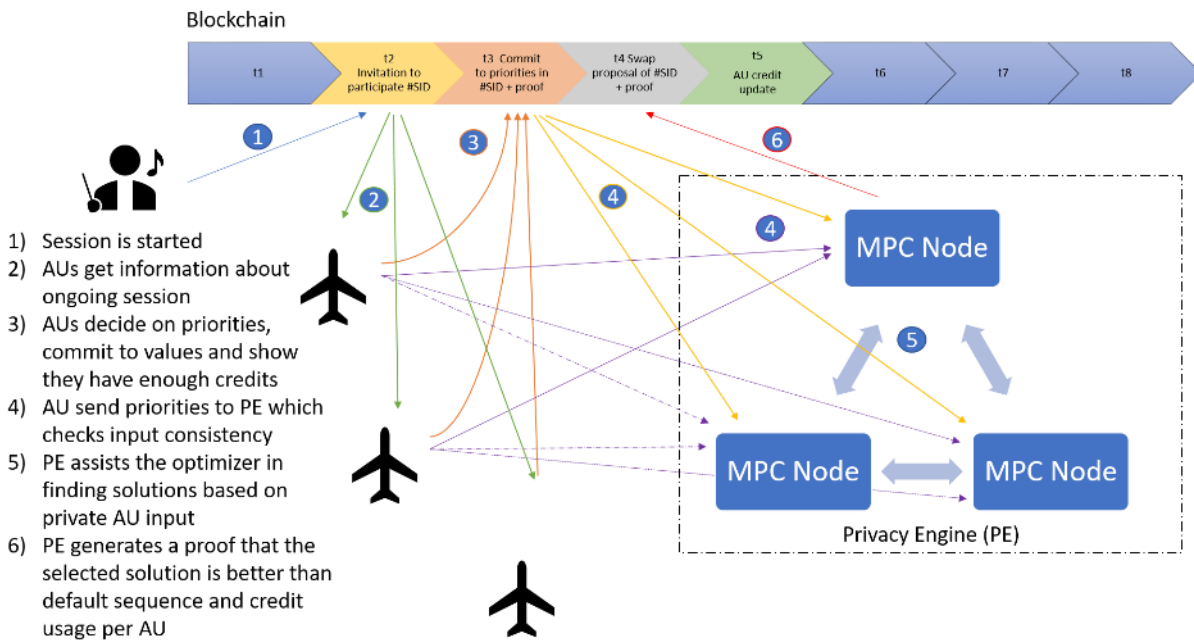 Blockchain
t1
t2
Invitation to
participate #SID
t3 Commit
to priorities in
#SID + proof
t4 Swap
proposal of #SID
+ proof
t5
AU credit
update
t6
t7
t8
1
2
3
4
6
4
5
MPC Node
MPC Node
MPC Node
Privacy Engine (PE)
1) Session is started
2) AUs get information about
ongoing session
3) AUs decide on priorities,
commit to values and show
they have enough credits
4) AU send priorities to PE which
checks input consistency
5) PE assists the optimizer in
finding solutions based on
private AU input
6) PE generates a proof that the
selected solution is better than
default sequence and credit
usage per AU